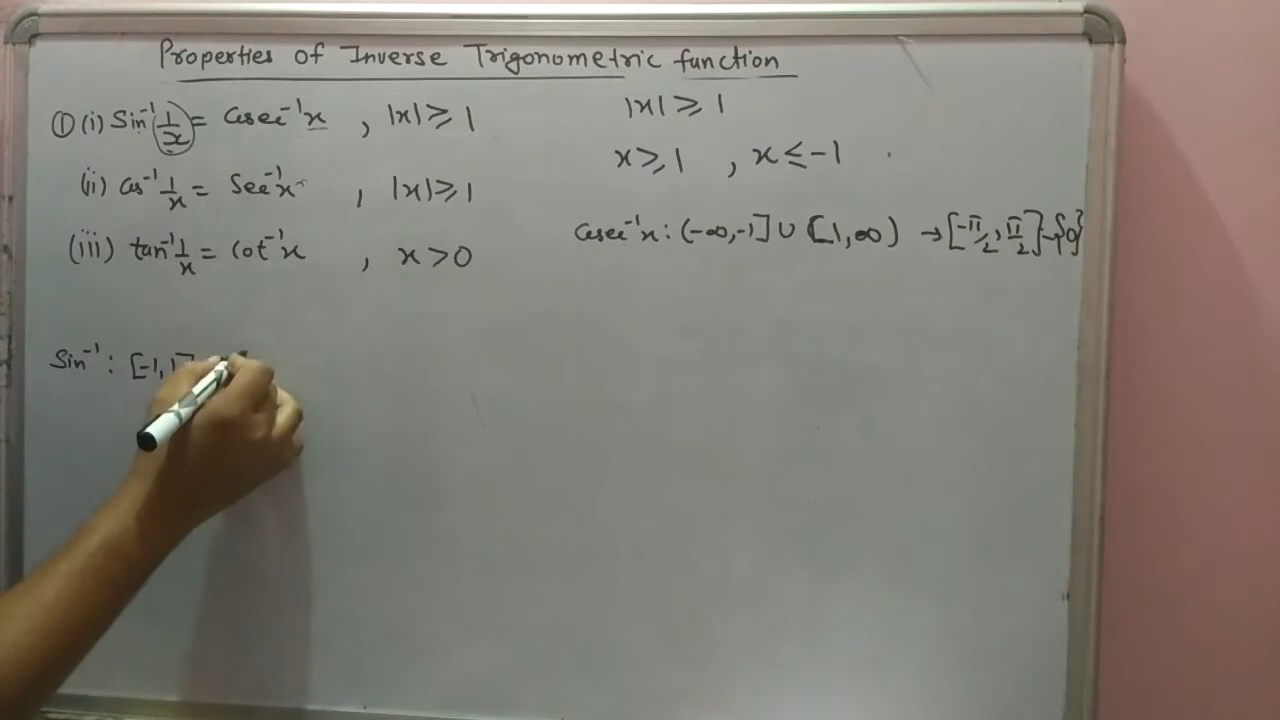 Properties of Inverse Trigonometric function
① (i) Sin⁻¹(1/x) = Cosec⁻¹x , |x| ≥ 1
(ii) Cos⁻¹ 1/x = Sec⁻¹x , |x| ≥ 1
(iii) tan⁻¹ 1/x = Cot⁻¹x , x > 0
|x| ≥ 1
x ≥ 1 , x ≤ -1
Cosec⁻¹x : (-∞, -1] ∪ [1, ∞) → [-π/2, π/2] - {0}
Sin⁻¹ : [-1, 1]